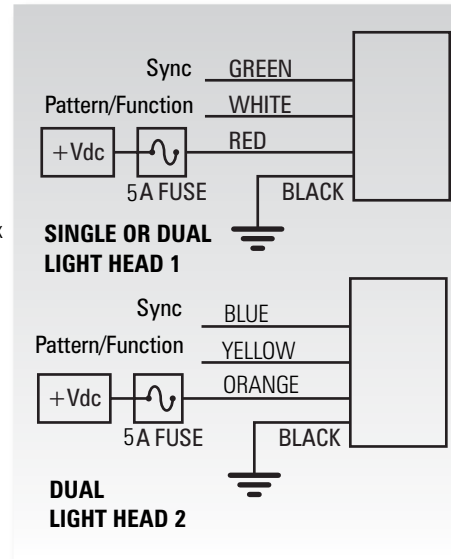 Sync GREEN
Pattern/Function WHITE
+Vdc RED
5A FUSE BLACK
x
SINGLE OR DUAL
LIGHT HEAD 1
Sync BLUE
Pattern/Function YELLOW
+Vdc ORANGE
5A FUSE BLACK
DUAL
LIGHT HEAD 2